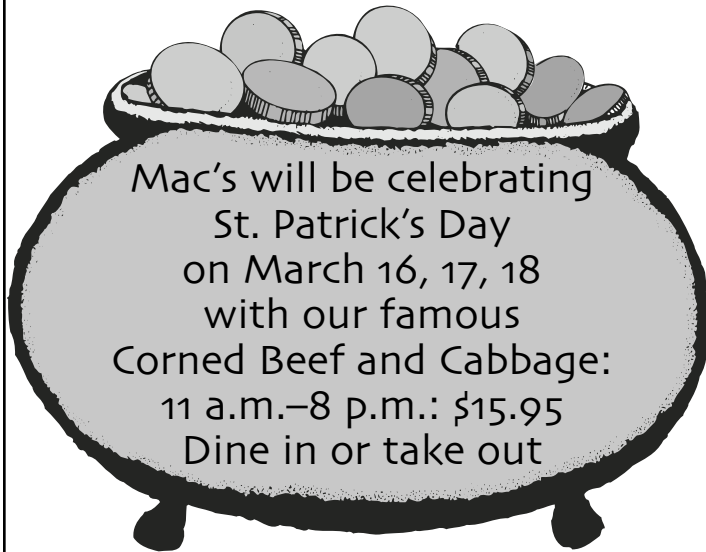 Mac’s will be celebrating
St. Patrick’s Day
on March 16, 17, 18
with our famous
Corned Beef and Cabbage:
11 a.m.–8 p.m.: $15.95
Dine in or take out